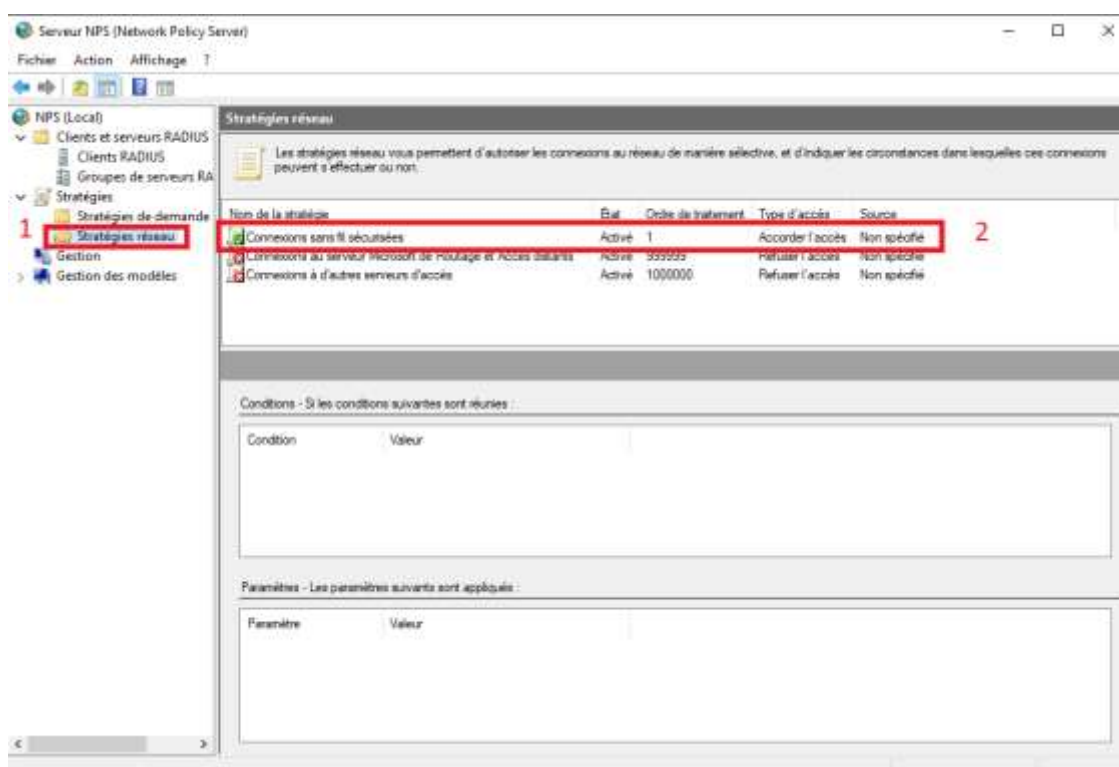 Serveur NPS (Network Policy Server)
Fichier Action Affichage ?
NPS (Local)
Clients et serveurs RADIUS
Clients RADIUS
Groupes de serveurs RA
Stratégies
Stratégies de demande
1
Stratégies réseau
Gestion
Gestion des modèles
Stratégies réseau
Les stratégies réseau vous permettent d'autoriser les connexions au réseau de manière sélective, et d'indiquer les circonstances dans lesquelles ces connexions
peuvent s'effectuer ou non.
Nom de la stratégie État Ordre de traitement Type d'accès Source
Connexions sans fil sécurisées Activé 1 Accorder l'accès Non spécifié
2
Connexions au serveur Microsoft de Routage et Accès distants Activé 999999 Refuser l'accès Non spécifié
Connexions à d'autres serveurs d'accès Activé 1000000 Refuser l'accès Non spécifié
Conditions - Si les conditions suivantes sont réunies :
Condition Valeur
Paramètres - Les paramètres suivants sont appliqués :
Paramètre Valeur